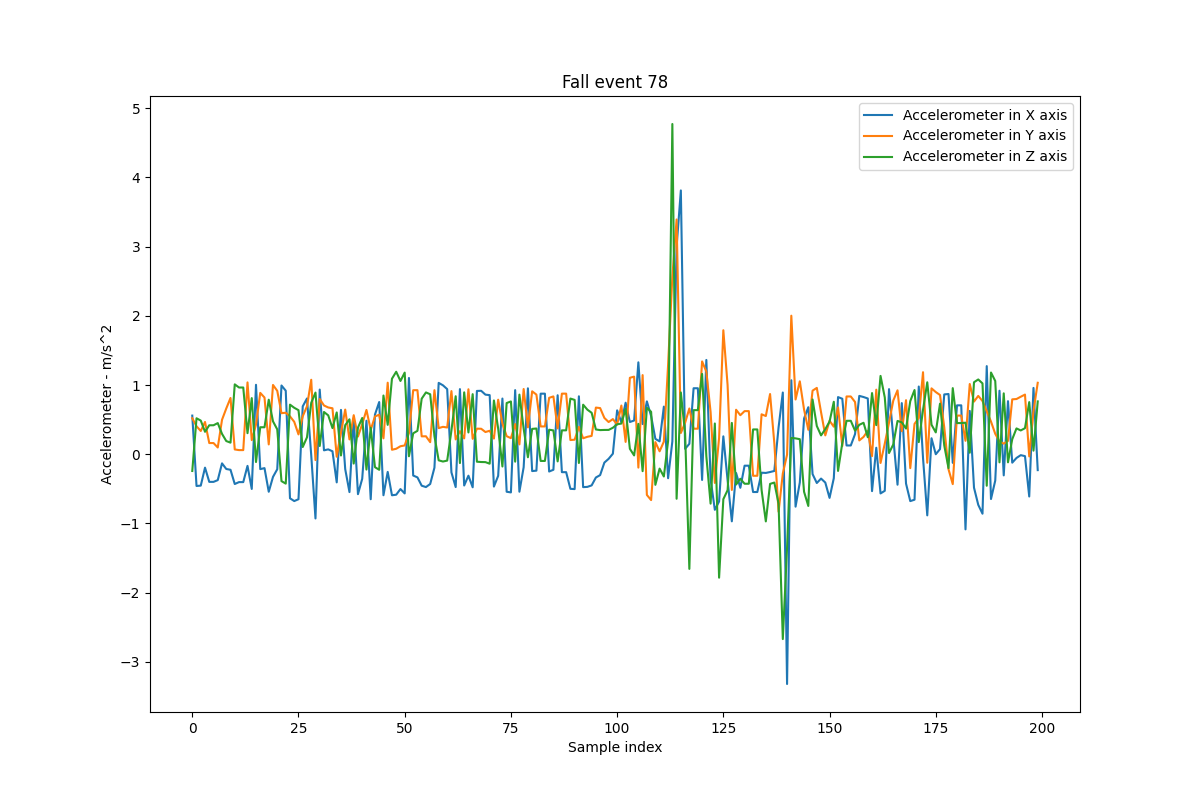 Fall event 78
Accelerometer in X axis
Accelerometer in Y axis
Accelerometer in Z axis
5
4
3
2
1
0
−1
−2
−3
Accelerometer - m/s^2
0 25 50 75 100 125 150 175 200
Sample index